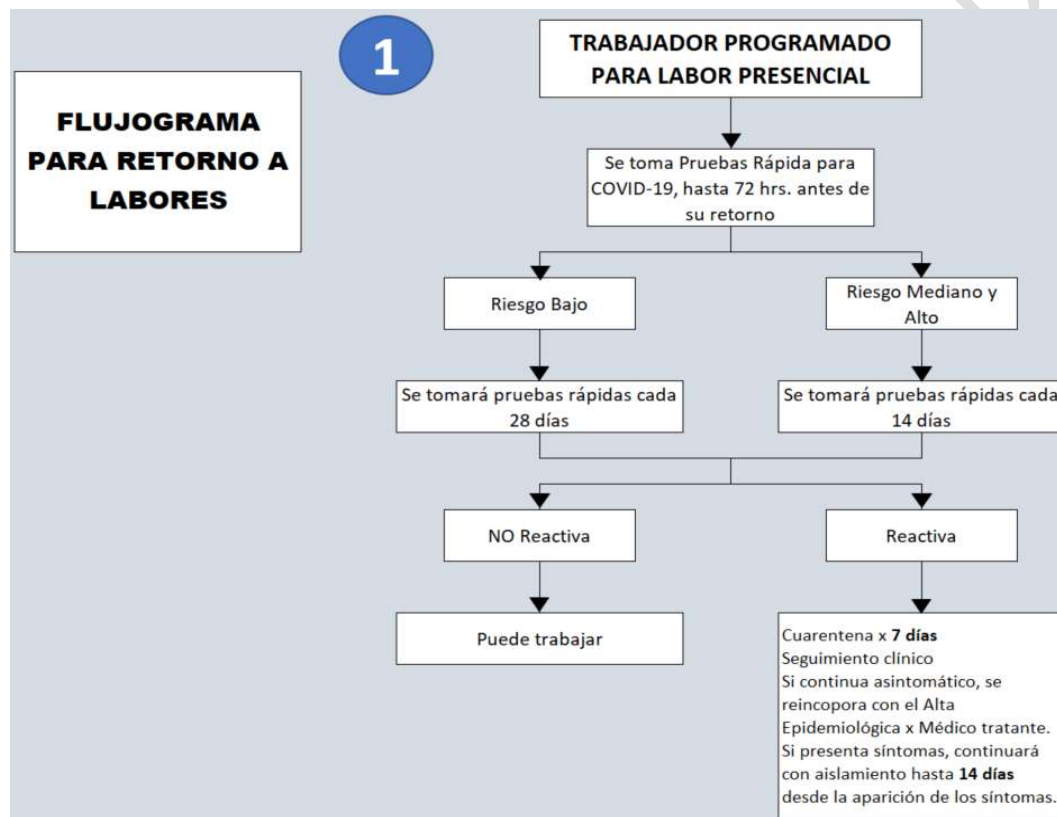 1
TRABAJADOR PROGRAMADO
PARA LABOR PRESENCIAL
FLUJOGRAMA
PARA RETORNO A
LABORES
Se toma Pruebas Rápida para
COVID-19, hasta 72 hrs. antes de
su retorno
Riesgo Bajo
Riesgo Mediano y
Alto
Se tomará pruebas rápidas cada
28 días
Se tomará pruebas rápidas cada
14 días
NO Reactiva
Reactiva
Puede trabajar
Cuarentena x 7 días
Seguimiento clínico
Si continua asintomático, se
reincopora con el Alta
Epidemiológica x Médico tratante.
Si presenta síntomas, continuará
con aislamiento hasta 14 días
desde la aparición de los síntomas.